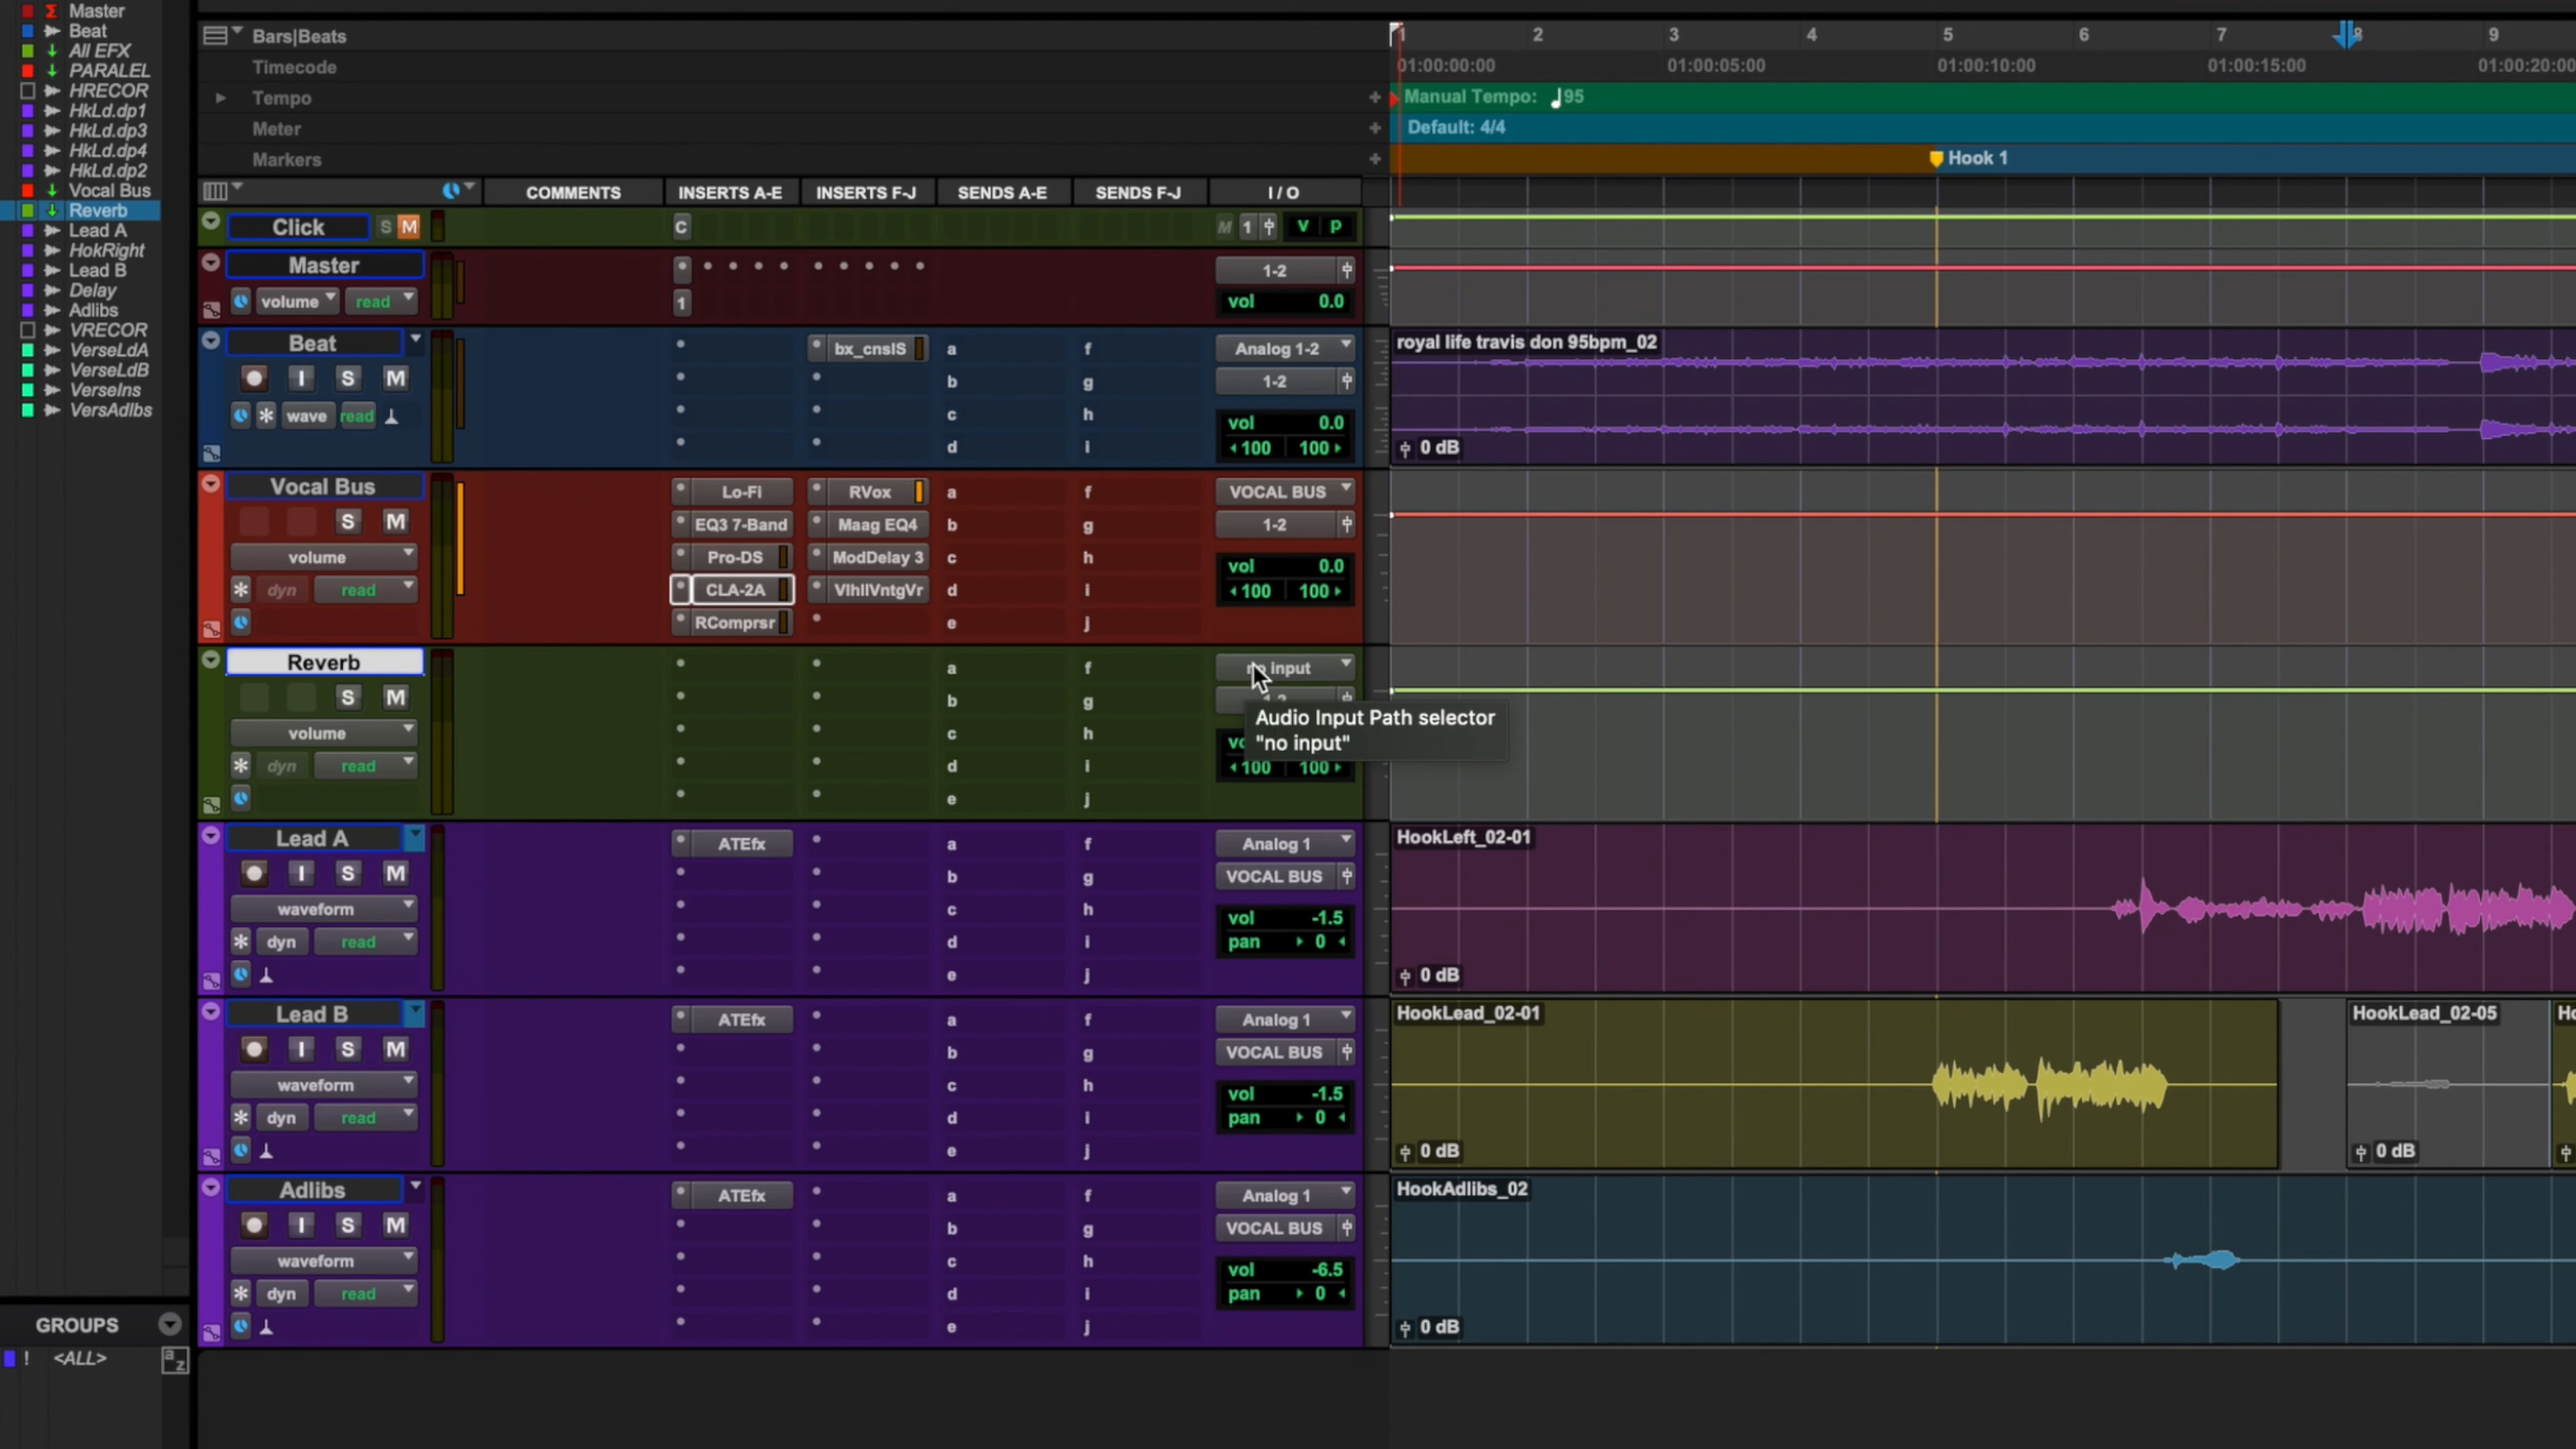 Master
Beat
All EFX
PARALEL
HRECOR
HkLd.dp1
HkLd.dp3
HkLd.dp4
HkLd.dp2
Vocal Bus
Reverb
Lead A
HokRight
Lead B
Delay
Adlibs
VRECOR
VerseLdA
VerseLdB
VerseIns
VersAdlbs
GROUPS
! <ALL>
a z
Bars|Beats 1 2 3 4 5 6 7 8 9
Timecode 01:00:00:00 01:00:05:00 01:00:10:00 01:00:15:00 01:00:20:00
Tempo + Manual Tempo: ♩95
Meter + Default: 4/4
Markers + Hook 1
COMMENTS INSERTS A-E INSERTS F-J SENDS A-E SENDS F-J I / O
Click S M C M 1 v p
Master 1-2
volume read 1 vol 0.0
Beat bx_cnslS a f Analog 1-2 royal life travis don 95bpm_02
I S M b g 1-2
wave read c h vol 0.0
d i 100 100 0 dB
Vocal Bus Lo-Fi RVox a f VOCAL BUS
S M EQ3 7-Band Maag EQ4 b g 1-2
volume Pro-DS ModDelay 3 c h vol 0.0
dyn read CLA-2A VlhllVntgVr d i 100 100
RComprsr e j
Reverb a f no input
S M b g 1-2
Audio Input Path selector
"no input"
volume c h vo
dyn read d i 100 100
e j
Lead A ATEfx a f Analog 1 HookLeft_02-01
I S M b g VOCAL BUS
waveform c h vol -1.5
dyn read d i pan 0
e j 0 dB
Lead B ATEfx a f Analog 1 HookLead_02-01 HookLead_02-05 Ho
I S M b g VOCAL BUS
waveform c h vol -1.5
dyn read d i pan 0
e j 0 dB 0 dB
Adlibs ATEfx a f Analog 1 HookAdlibs_02
I S M b g VOCAL BUS
waveform c h vol -6.5
dyn read d i pan 0
e j 0 dB